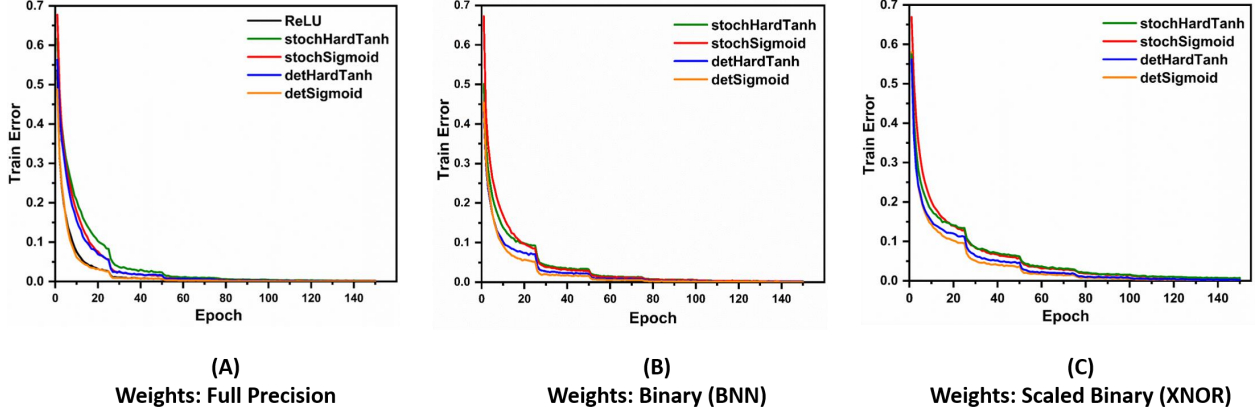 0.7
0.6
0.5
0.4
0.3
0.2
0.1
0.0
Train Error
0 20 40 60 80 100 120 140
Epoch
ReLU
stochHardTanh
stochSigmoid
detHardTanh
detSigmoid
(A)
Weights: Full Precision
0.7
0.6
0.5
0.4
0.3
0.2
0.1
0.0
Train Error
0 20 40 60 80 100 120 140
Epoch
stochHardTanh
stochSigmoid
detHardTanh
detSigmoid
(B)
Weights: Binary (BNN)
0.7
0.6
0.5
0.4
0.3
0.2
0.1
0.0
Train Error
0 20 40 60 80 100 120 140
Epoch
stochHardTanh
stochSigmoid
detHardTanh
detSigmoid
(C)
Weights: Scaled Binary (XNOR)